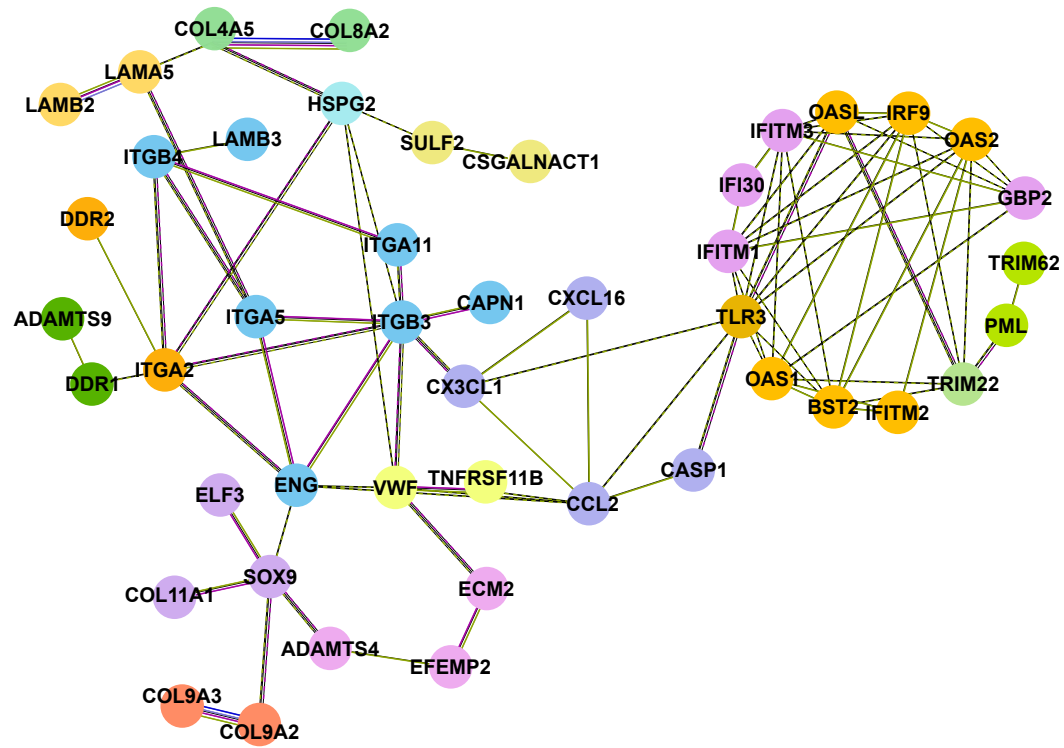 COL4A5
COL8A2
LAMA5
LAMB2
HSPG2
OASL
IRF9
IFITM3
OAS2
LAMB3
SULF2
ITGB4
CSGALNACT1
IFI30
GBP2
DDR2
ITGA11
IFITM1
TRIM62
CXCL16
CAPN1
ADAMTS9
ITGA5
ITGB3
TLR3
PML
ITGA2
DDR1
CX3CL1
OAS1
TRIM22
BST2
IFITM2
TNFRSF11B
CASP1
ENG
VWF
ELF3
CCL2
SOX9
ECM2
COL11A1
ADAMTS4
EFEMP2
COL9A3
COL9A2